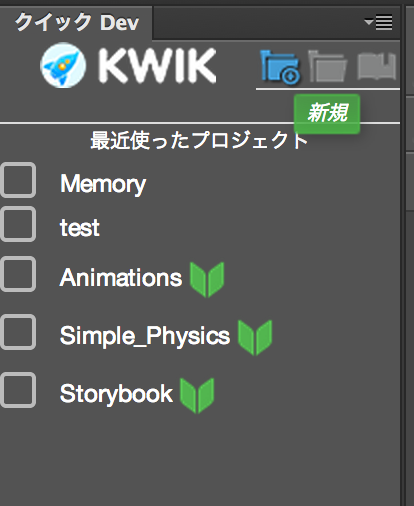 クイック Dev
KWIK
新規
最近使ったプロジェクト
Memory
test
Animations
Simple_Physics
Storybook